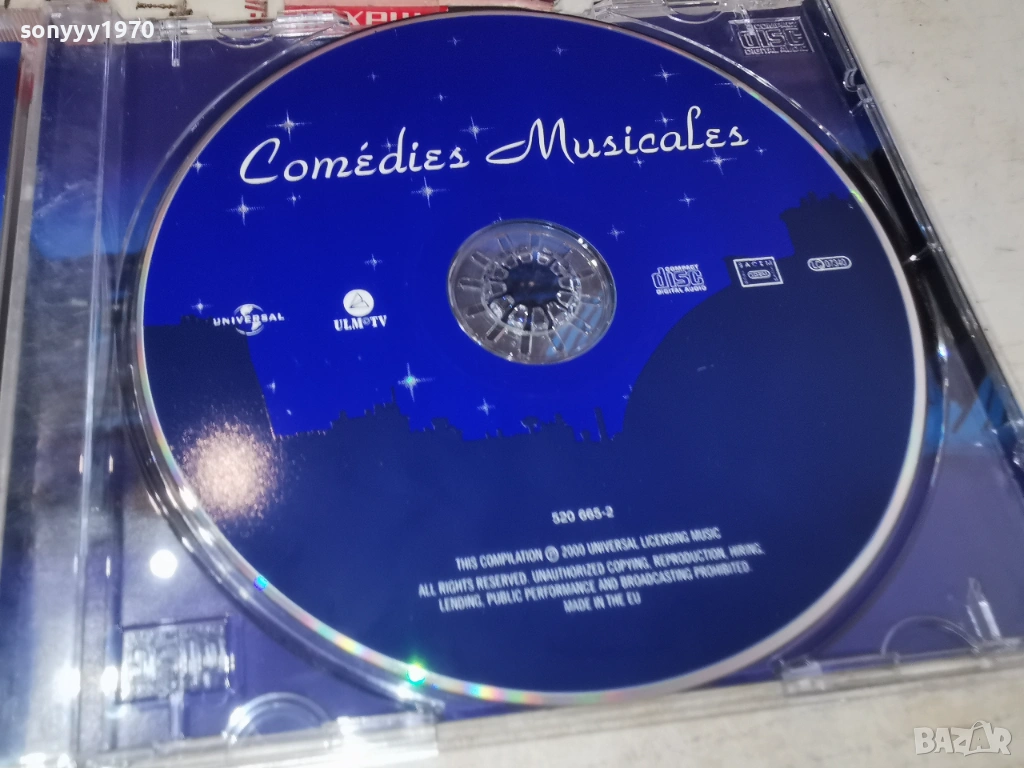 sonyyy1970
COMPACT
disc
DIGITAL AUDIO
Comédies Musicales
UNIVERSAL
ULM TV
COMPACT
disc
DIGITAL AUDIO
SACEM
520 665-2
THIS COMPILATION ℗ 2000 UNIVERSAL LICENSING MUSIC
ALL RIGHTS RESERVED. UNAUTHORIZED COPYING, REPRODUCTION, HIRING,
LENDING, PUBLIC PERFORMANCE AND BROADCASTING PROHIBITED.
MADE IN THE EU
BAZAR